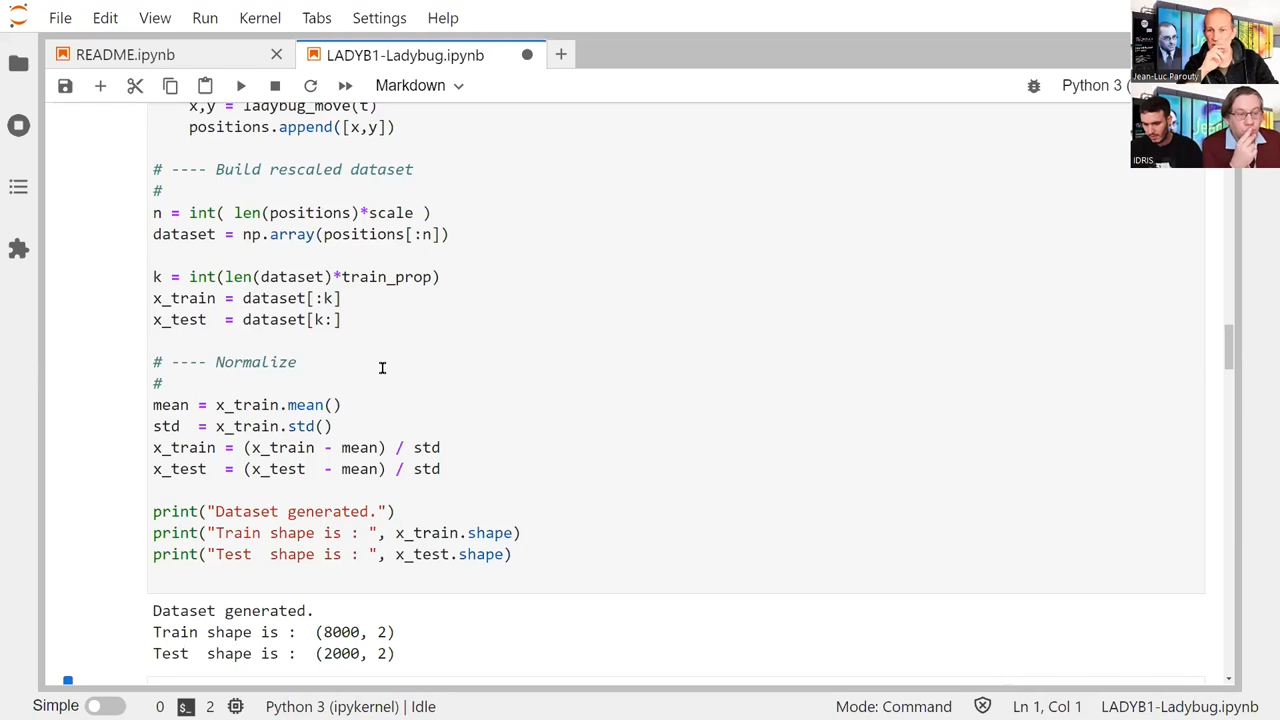 File Edit View Run Kernel Tabs Settings Help
README.ipynb
LADYB1-Ladybug.ipynb
Markdown
Python 3 (
x,y = ladybug_move(t)
positions.append([x,y])
# ---- Build rescaled dataset
#
n = int( len(positions)*scale )
dataset = np.array(positions[:n])
k = int(len(dataset)*train_prop)
x_train = dataset[:k]
x_test  = dataset[k:]
# ---- Normalize
#
mean = x_train.mean()
std  = x_train.std()
x_train = (x_train - mean) / std
x_test  = (x_test  - mean) / std
print("Dataset generated.")
print("Train shape is : ", x_train.shape)
print("Test  shape is : ", x_test.shape)
Dataset generated.
Train shape is :  (8000, 2)
Test  shape is :  (2000, 2)
Simple 0 2 Python 3 (ipykernel) | Idle Mode: Command Ln 1, Col 1 LADYB1-Ladybug.ipynb
Jean-Luc Parouty
IDRIS